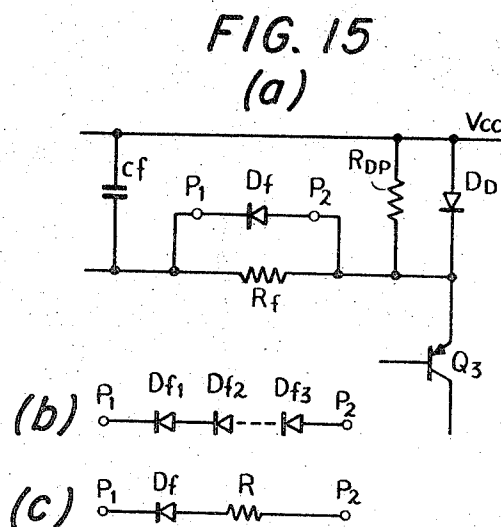 FIG. 15
(a)
Vcc
Cf
P1
Df
P2
RDP
DD
Rf
Q3
(b)
P1
Df1
Df2
Df3
P2
(c)
P1
Df
R
P2